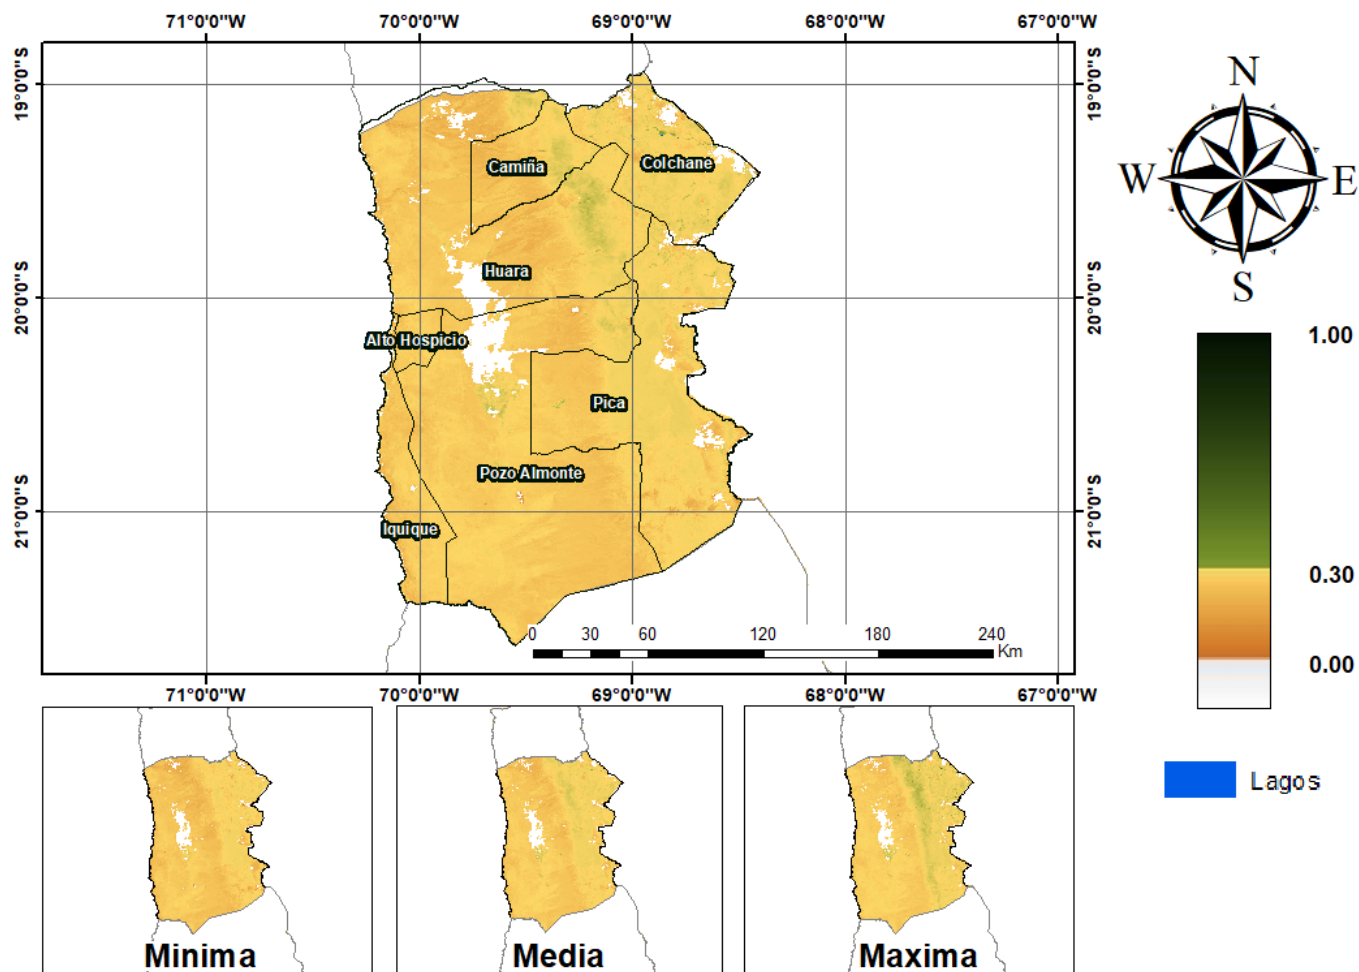 71°0'0"W 70°0'0"W 69°0'0"W 68°0'0"W 67°0'0"W
19°0'0"S
19°0'0"S
20°0'0"S
20°0'0"S
21°0'0"S
21°0'0"S
Camiña
Colchane
Huara
Alto Hospicio
Pica
Pozo Almonte
Iquique
0 30 60 120 180 240
Km
71°0'0"W 70°0'0"W 69°0'0"W 68°0'0"W 67°0'0"W
N
W E
S
1.00
0.30
0.00
Lagos
Minima
Media
Maxima